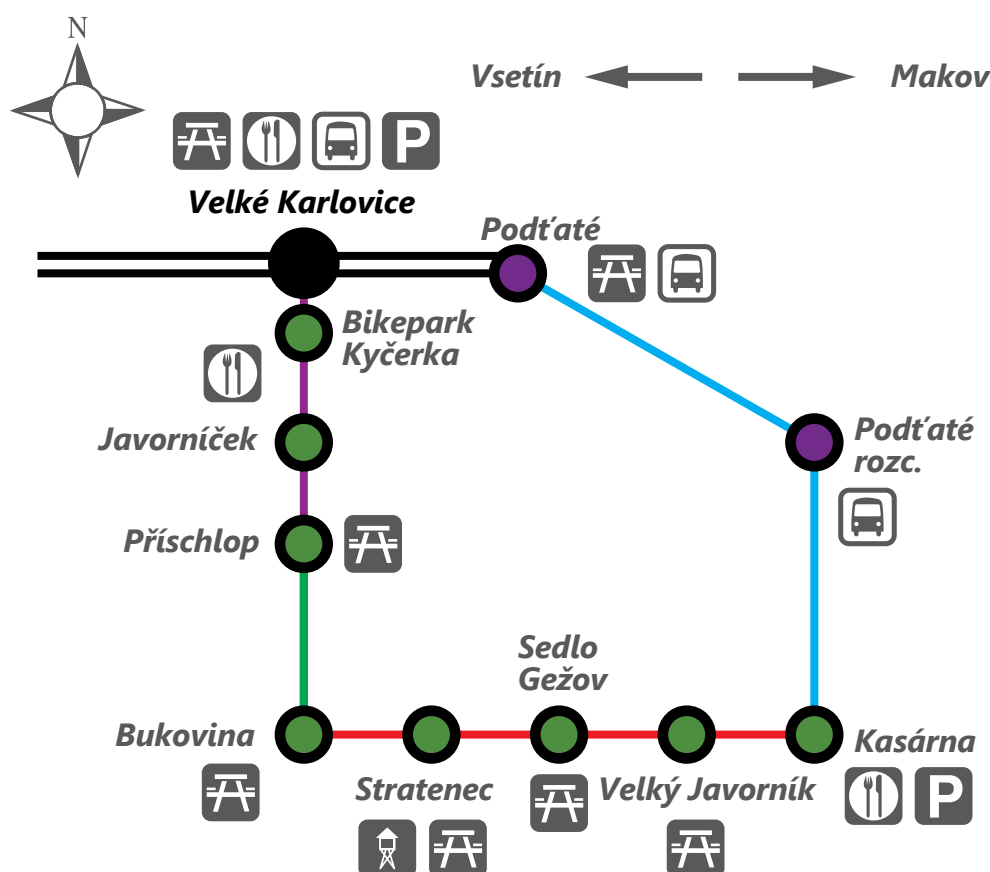 N
Vsetín
Makov
P
Velké Karlovice
Podťaté
Bikepark
Kyčerka
Javorníček
Podťaté
rozc.
Příschlop
Sedlo
Gežov
Bukovina
Kasárna
Stratenec
Velký Javorník
P